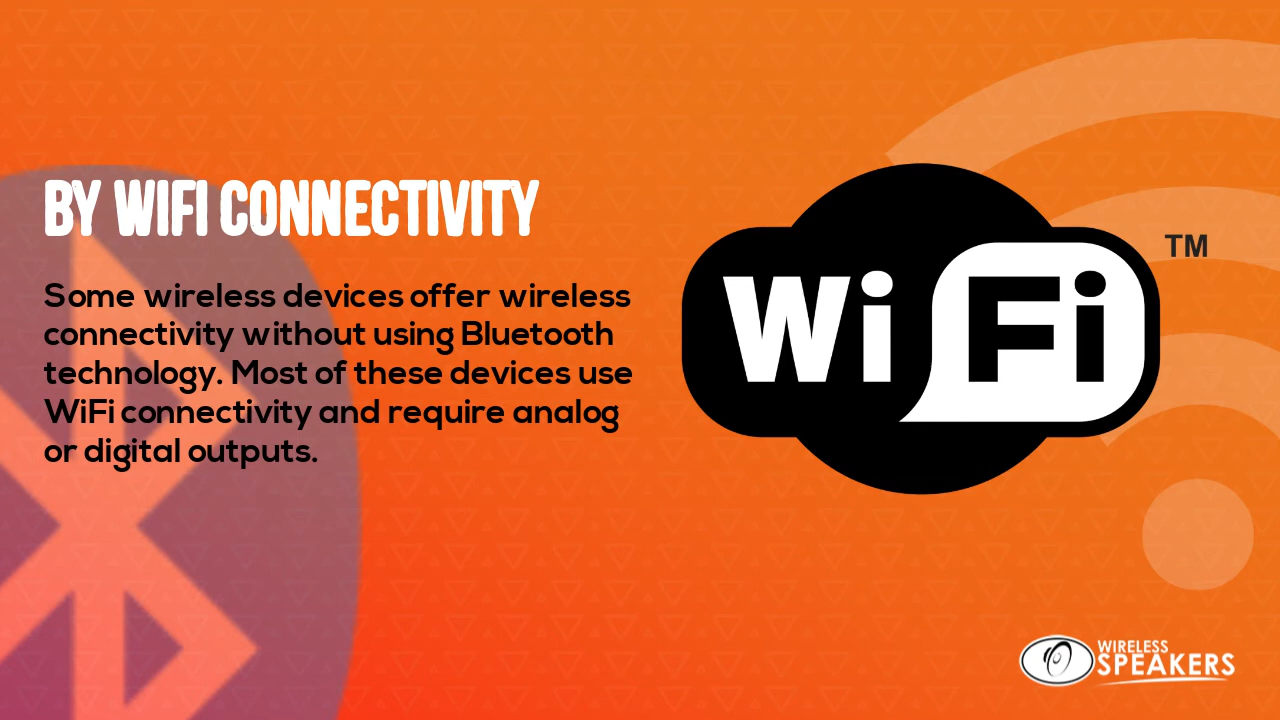 BY WIFI CONNECTIVITY
Some wireless devices offer wireless
connectivity without using Bluetooth
technology. Most of these devices use
WiFi connectivity and require analog
or digital outputs.
Wi Fi
TM
WIRELESS
SPEAKERS